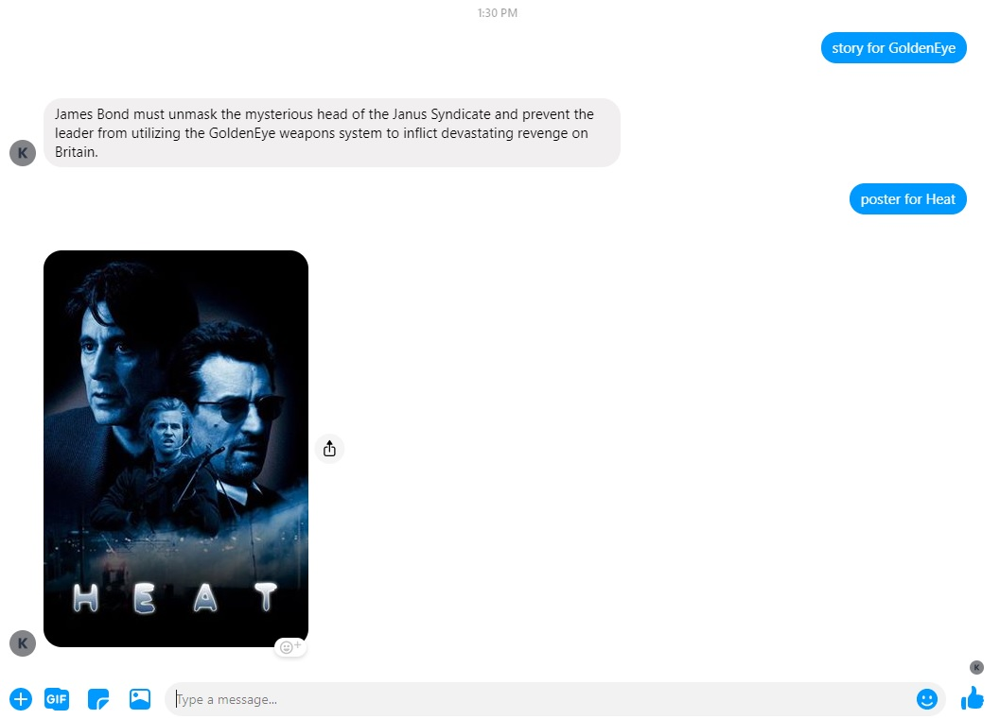 1:30 PM
story for GoldenEye
James Bond must unmask the mysterious head of the Janus Syndicate and prevent the
leader from utilizing the GoldenEye weapons system to inflict devastating revenge on
Britain.
K
poster for Heat
HEAT
K
K
GIF
Type a message...